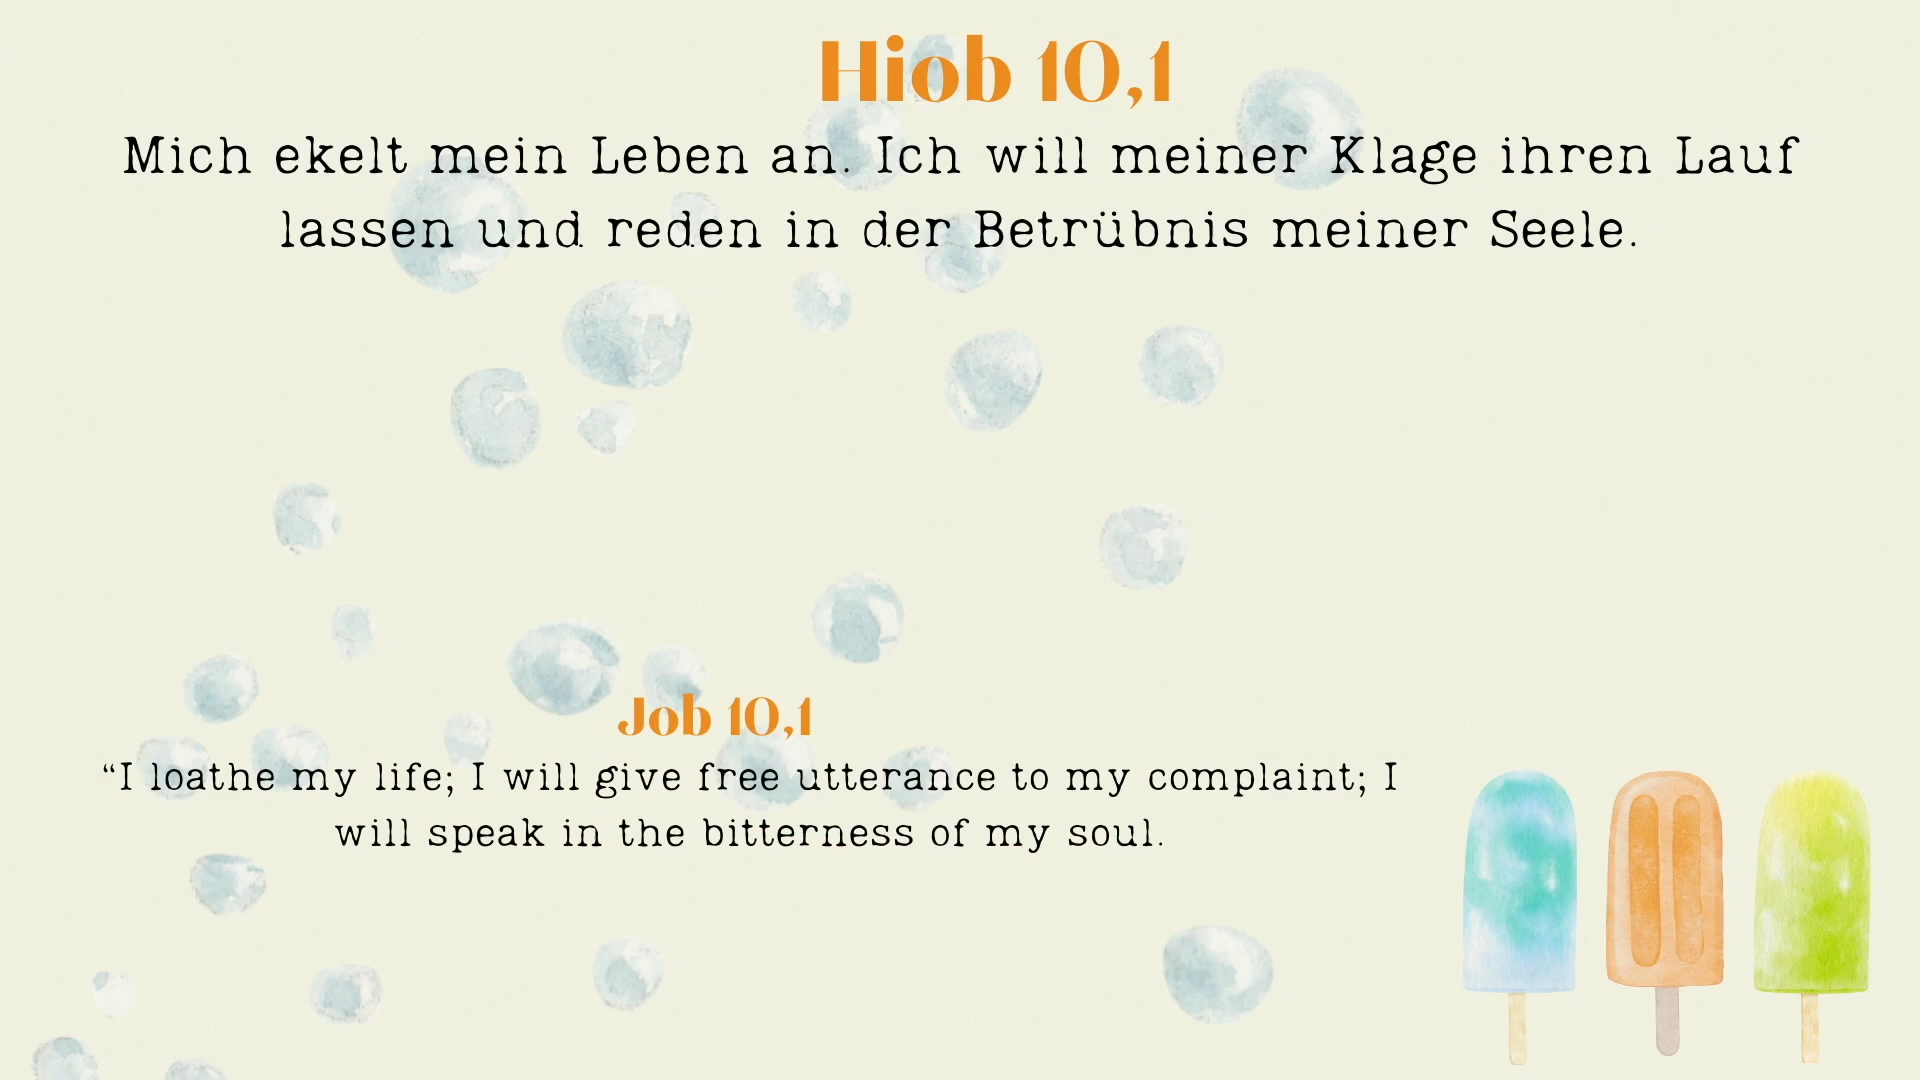 Hiob 10,1
Mich ekelt mein Leben an. Ich will meiner Klage ihren Lauf
lassen und reden in der Betrübnis meiner Seele.
Job 10,1
“I loathe my life; I will give free utterance to my complaint; I
will speak in the bitterness of my soul.